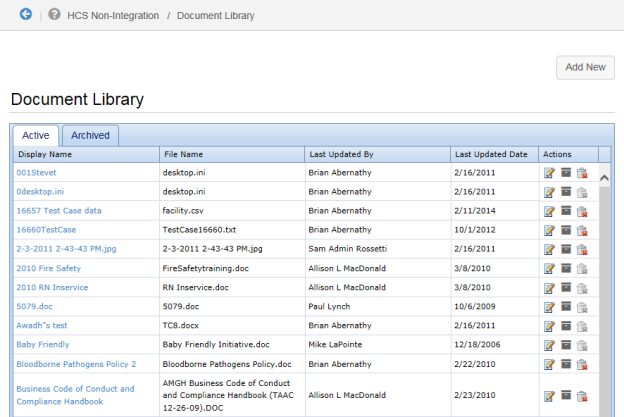 HCS Non-Integration / Document Library
Add New
Document Library
Active Archived
Display Name File Name Last Updated By Last Updated Date Actions
001Stevet desktop.ini Brian Abernathy 2/16/2011
0desktop.ini desktop.ini Brian Abernathy 2/16/2011
16657 Test Case data facility.csv Brian Abernathy 2/11/2014
16660TestCase TestCase16660.txt Brian Abernathy 10/1/2012
2-3-2011 2-43-43 PM.jpg 2-3-2011 2-43-43 PM.jpg Sam Admin Rossetti 2/16/2011
2010 Fire Safety FireSafetytraining.doc Allison L MacDonald 3/8/2010
2010 RN Inservice RN Inservice.doc Allison L MacDonald 3/8/2010
5079.doc 5079.doc Paul Lynch 10/6/2009
Awadh"s test TC8.docx Brian Abernathy 2/16/2011
Baby Friendly Baby Friendly Initiative.doc Mike LaPointe 12/18/2006
Bloodborne Pathogens Policy 2 Bloodborne Pathogens Policy.doc Brian Abernathy 2/22/2010
Business Code of Conduct and
Compliance Handbook
AMGH Business Code of Conduct
and Compliance Handbook (TAAC
12-26-09).DOC
Allison L MacDonald 2/23/2010